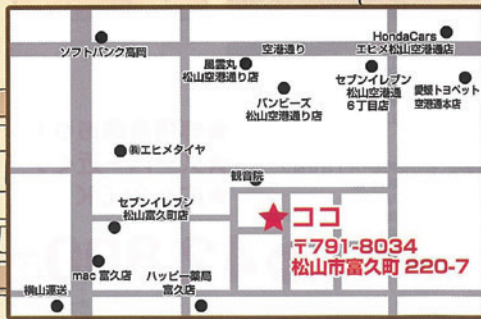 HondaCars
エヒメ松山空港通店
ソフトバンク高岡
空港通り
風雲丸
松山空港通り店
セブンイレブン
松山空港通
6丁目店
愛媛トヨペット
空港通本店
バンビーズ
松山空港通り店
㈲エヒメタイヤ
観音院
セブンイレブン
松山富久町店
ココ
〒791-8034
松山市富久町 220-7
mac 富久店
ハッピー薬局
富久店
横山運送